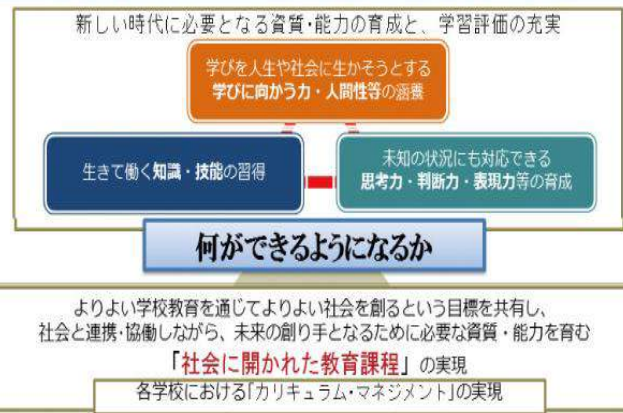 新しい時代に必要となる資質・能力の育成と、学習評価の充実
学びを人生や社会に生かそうとする
学びに向かう力・人間性等の涵養
生きて働く知識・技能の習得
未知の状況にも対応できる
思考力・判断力・表現力等の育成
何ができるようになるか
よりよい学校教育を通じてよりよい社会を創るという目標を共有し、
社会と連携・協働しながら、未来の創り手となるために必要な資質・能力を育む
「社会に開かれた教育課程」の実現
各学校における「カリキュラム・マネジメント」の実現